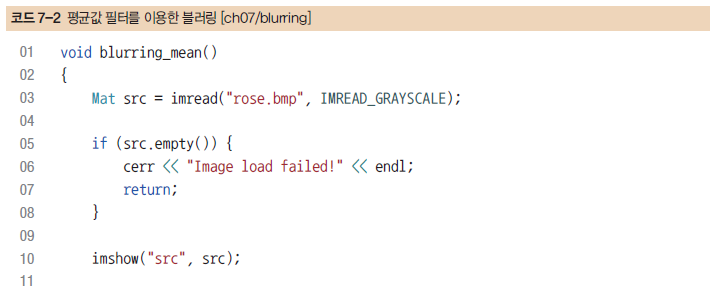 코드 7-2 평균값 필터를 이용한 블러링 [ch07/blurring]
01 void blurring_mean()
02 {
03 Mat src = imread("rose.bmp", IMREAD_GRAYSCALE);
04
05 if (src.empty()) {
06 cerr << "Image load failed!" << endl;
07 return;
08 }
09
10 imshow("src", src);
11